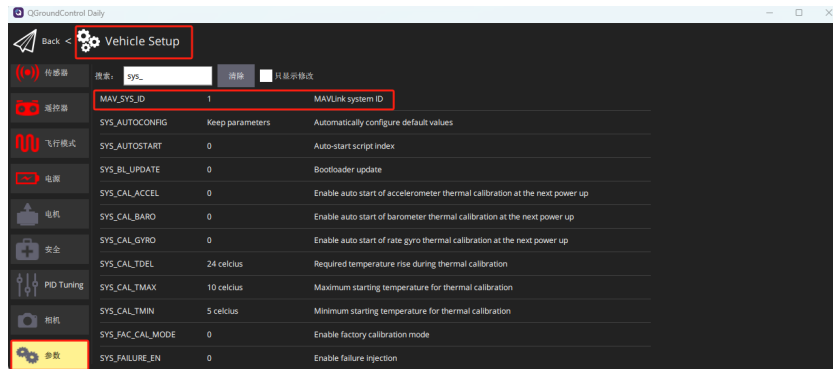 QGroundControl Daily
Back < Vehicle Setup
传感器
遥控器
飞行模式
电源
电机
安全
PID Tuning
相机
参数
搜索： sys_ 清除 只显示修改
MAV_SYS_ID 1 MAVLink system ID
SYS_AUTOCONFIG Keep parameters Automatically configure default values
SYS_AUTOSTART 0 Auto-start script index
SYS_BL_UPDATE 0 Bootloader update
SYS_CAL_ACCEL 0 Enable auto start of accelerometer thermal calibration at the next power up
SYS_CAL_BARO 0 Enable auto start of barometer thermal calibration at the next power up
SYS_CAL_GYRO 0 Enable auto start of rate gyro thermal calibration at the next power up
SYS_CAL_TDEL 24 celcius Required temperature rise during thermal calibration
SYS_CAL_TMAX 10 celcius Maximum starting temperature for thermal calibration
SYS_CAL_TMIN 5 celcius Minimum starting temperature for thermal calibration
SYS_FAC_CAL_MODE 0 Enable factory calibration mode
SYS_FAILURE_EN 0 Enable failure injection